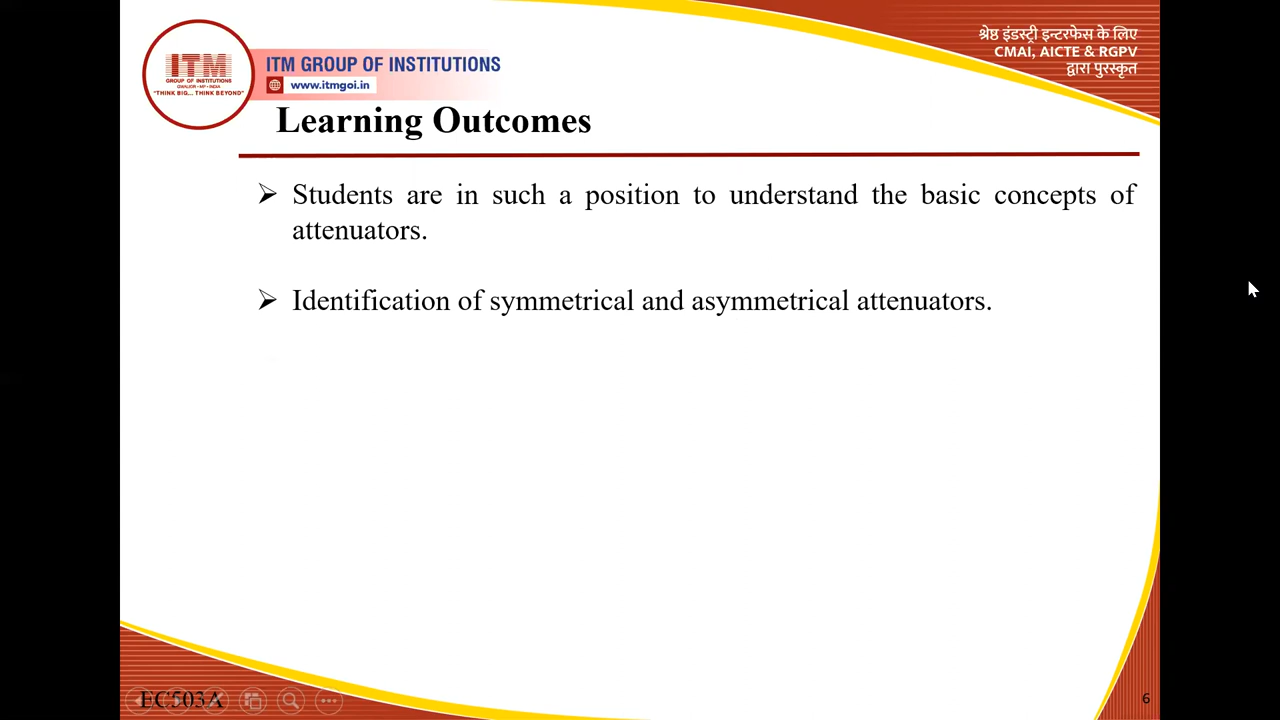 श्रेष्ठ इंडस्ट्री इन्टरफेस के लिए
CMAI, AICTE & RGPV
द्वारा पुरस्कृत
ITM
GROUP OF INSTITUTIONS
GWALIOR • MP • INDIA
"THINK BIG... THINK BEYOND"
ITM GROUP OF INSTITUTIONS
www.itmgoi.in
Learning Outcomes
Students are in such a position to understand the basic concepts of
attenuators.
Identification of symmetrical and asymmetrical attenuators.
EC503A
6